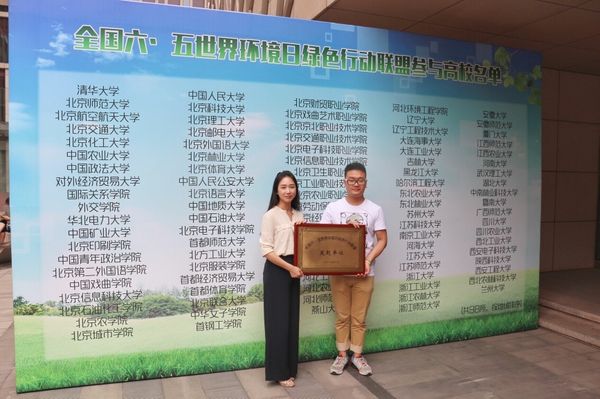 全国六·五世界环境日绿色行动联盟参与高校名单
清华大学
北京师范大学
北京航空航天大学
北京交通大学
北京化工大学
中国农业大学
中国政法大学
对外经济贸易大学
国际关系学院
外交学院
华北电力大学
中国矿业大学
北京印刷学院
中国青年政治学院
北京第二外国语学院
中国戏曲学院
北京信息科技大学
北京石油化工学院
北京农学院
北京城市学院
中国人民大学
北京科技大学
北京理工大学
北京邮电大学
北京外国语大学
北京林业大学
北京体育大学
中国人民公安大学
北京语言大学
中国地质大学
中国石油大学
北京电子科技学院
首都师范大学
北方工业大学
北京服装学院
首都经济贸易大学
首都体育学院
北京联合大学
中华女子学院
首钢工学院
北京财贸职业学院
北京戏曲艺术职业学院
北京京北职业技术学院
北京交通职业学院
北京电子科技职业学院
北京信息职业技术学院
北京卫生职业学院
燕山大学
河北环境工程学院
辽宁大学
辽宁工程技术大学
大连海事大学
大连工业大学
吉林大学
黑龙江大学
哈尔滨工程大学
东北农业大学
东北林业大学
苏州大学
江苏科技大学
南京工业大学
河海大学
江苏大学
江苏师范大学
浙江大学
浙江工业大学
浙江农林大学
浙江师范大学
安徽大学
安徽师范大学
厦门大学
江西农业大学
江西师范大学
河南大学
武汉理工大学
湖北大学
中南林业科技大学
暨南大学
广西师范大学
四川大学
四川农业大学
西北工业大学
西安电子科技大学
陕西科技大学
西安工程大学
西北农林科技大学
兰州大学
发起单位